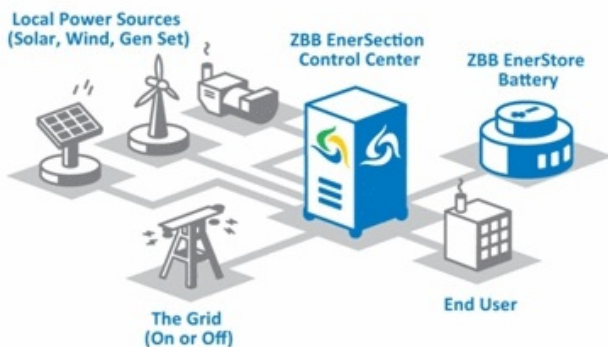 Local Power Sources
(Solar, Wind, Gen Set)
ZBB EnerSection
Control Center
ZBB EnerStore
Battery
The Grid
(On or Off)
End User